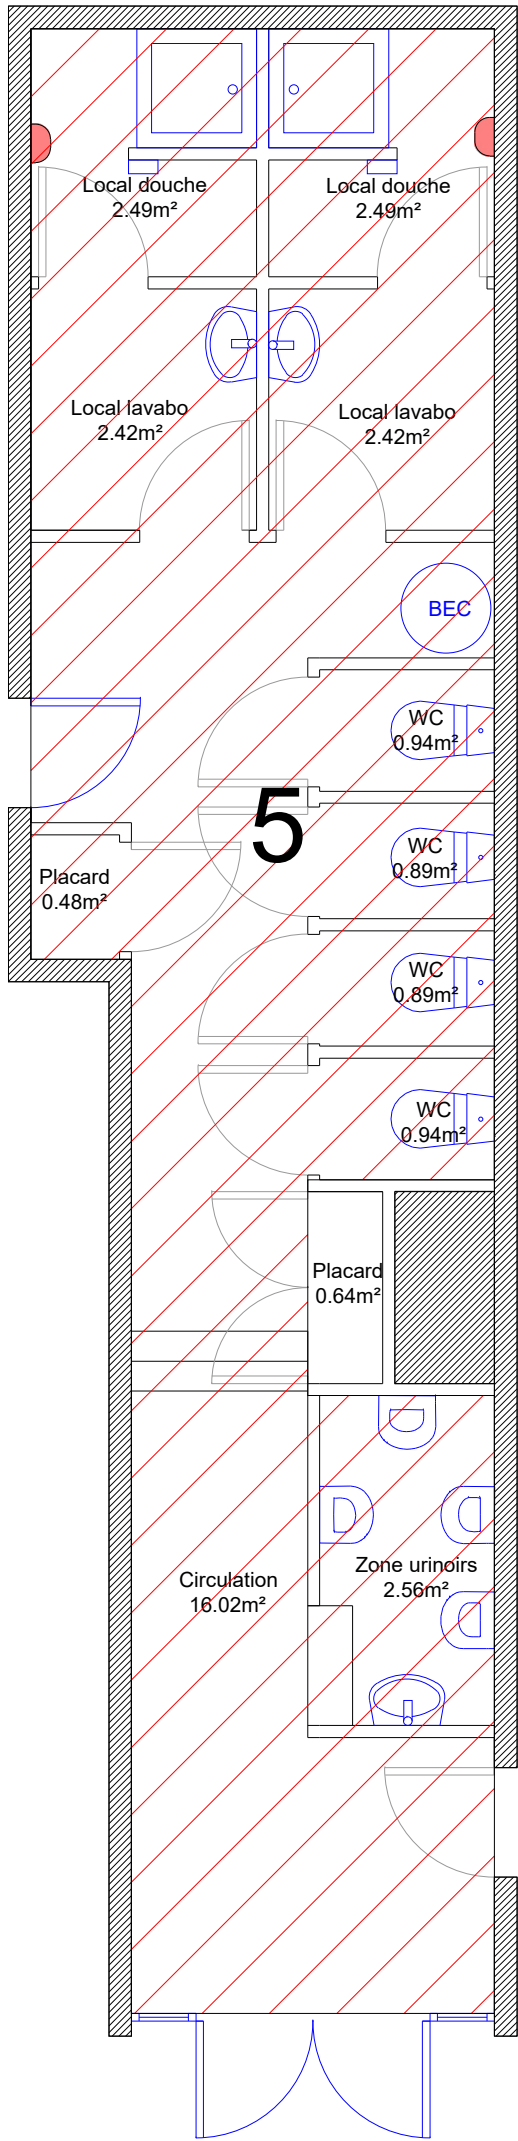 Local douche
2.49m²
Local douche
2.49m²
Local lavabo
2.42m²
Local lavabo
2.42m²
BEC
WC
0.94m²
5
WC
0.89m²
Placard
0.48m²
WC
0.89m²
WC
0.94m²
Placard
0.64m²
Zone urinoirs
2.56m²
Circulation
16.02m²